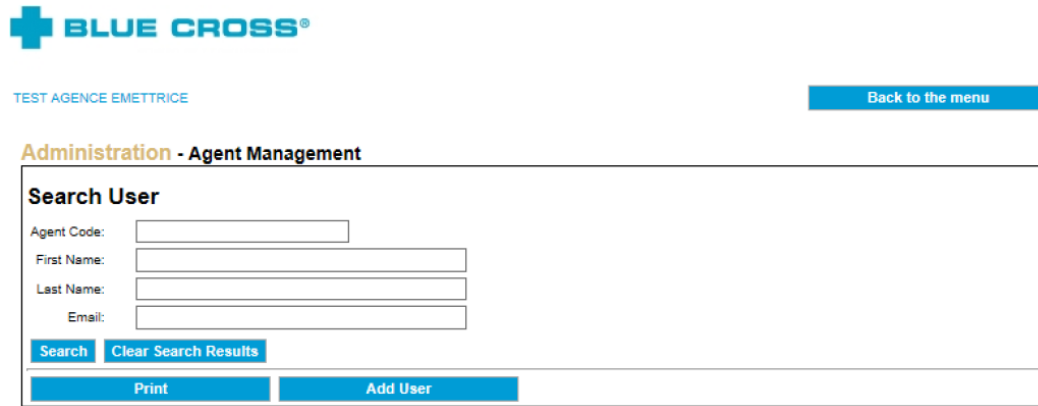 BLUE CROSS®
TEST AGENCE EMETTRICE
Back to the menu
Administration - Agent Management
Search User
Agent Code:
First Name:
Last Name:
Email:
Search Clear Search Results
Print Add User